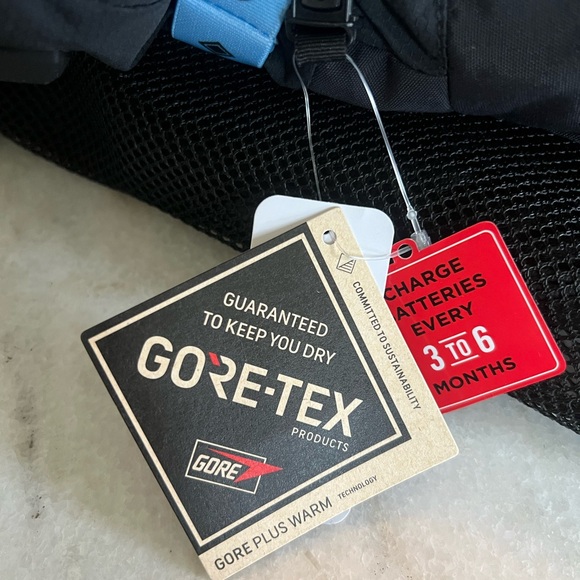 GUARANTEED
TO KEEP YOU DRY
GORE-TEX
PRODUCTS
GORE
GORE PLUS WARM TECHNOLOGY
COMMITTED TO SUSTAINABILITY
CHARGE
BATTERIES
EVERY
3 TO 6
MONTHS